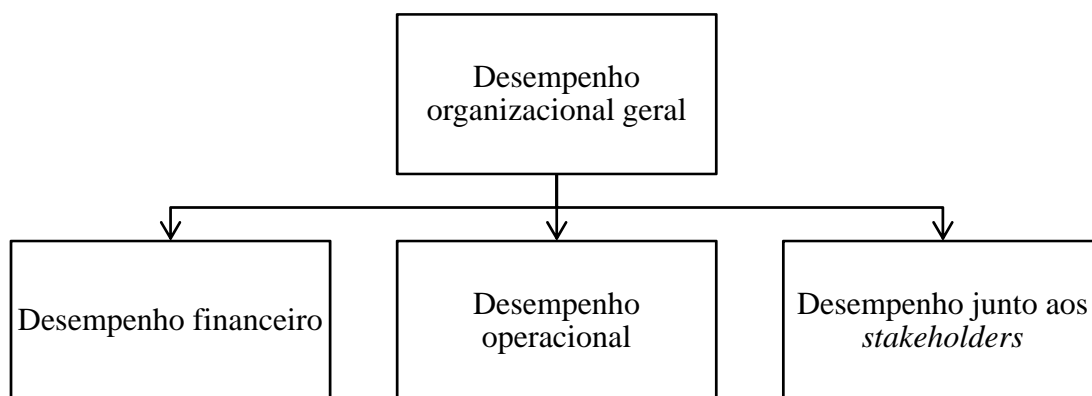 Desempenho
organizacional geral
Desempenho financeiro
Desempenho
operacional
Desempenho junto aos
stakeholders